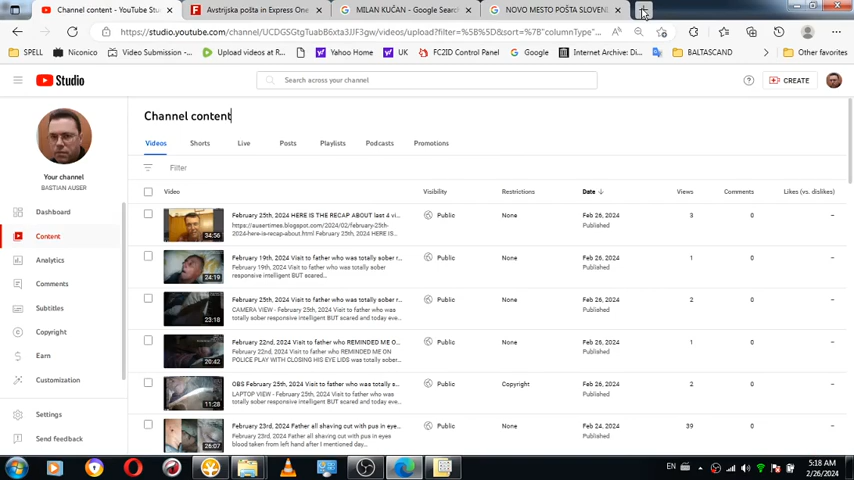 Content - YouTube Studio
Avstrijska pošta in Express One
MILAN KUČAN - Google Search
NOVO MESTO POŠTA SLOVEN
https://studio.youtube.com/channel/UCDGSGtgTuabB6xta3JJF3gw/videos/upload?filter=%5B%5D&sort=%7B"columnType"...
SPELL Niconico Video Submission -... Upload videos at R... Yahoo Home UK FC2ID Control Panel Google Internet Archive: Di... BALTASCAND Other favorites
Studio
Search across your channel
CREATE
Channel content
Your channel
BASTIAN AUSER
Dashboard
Content
Analytics
Comments
Subtitles
Copyright
Earn
Customization
Settings
Send feedback
Videos Shorts Live Posts Playlists Podcasts Promotions
Filter
Video Visibility Restrictions Date Views Comments Likes (vs. dislikes)
34:56 February 25th, 2024 HERE IS THE RECAP ABOUT last 4 vi... Public None Feb 26, 2024 3 0 –
https://ausertimes.blogspot.com/2024/02/february-25th- Published
2024-here-is-recap-about.html February 25th, 2024 HERE IS...
24:19 February 19th, 2024 Visit to father who was totally sober r... Public None Feb 26, 2024 1 0 –
February 19th, 2024 Visit to father who was totally sober Published
responsive intelligent BUT scared...
23:18 February 25th, 2024 Visit to father who was totally sober r... Public None Feb 26, 2024 2 0 –
CAMERA VIEW - February 25th, 2024 Visit to father who was Published
totally sober responsive intelligent BUT scared and today eve...
20:42 February 22nd, 2024 Visit to father who REMINDED ME O... Public None Feb 26, 2024 1 0 –
February 22nd, 2024 Visit to father who REMINDED ME ON Published
POLICE PLAY WITH CLOSING HIS EYE LIDS was totally...
11:28 OBS February 25th, 2024 Visit to father who was totally s... Public Copyright Feb 26, 2024 2 0 –
LAPTOP VIEW - February 25th, 2024 Visit to father who was Published
totally sober responsive intelligent BUT scared and today eve...
26:07 February 23rd, 2024 Father all shaving cut with pus in eye... Public None Feb 24, 2024 39 0 –
February 23rd, 2024 Father all shaving cut with pus in eyes Published
blood taken from left hand after I mentioned day...
EN
5:18 AM
2/26/2024